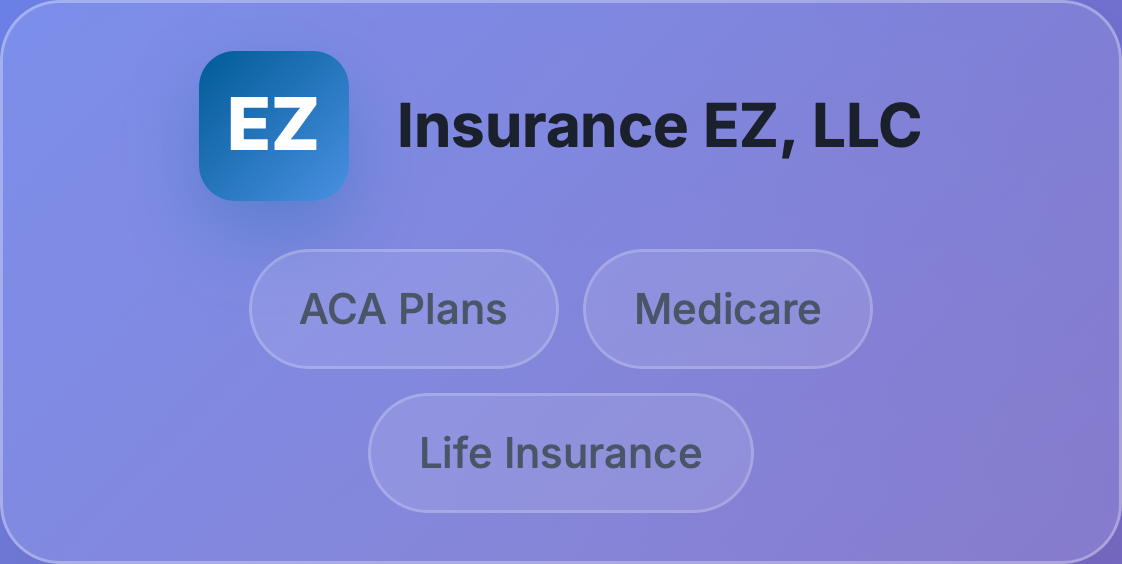 EZ
Insurance EZ, LLC
ACA Plans
Medicare
Life Insurance